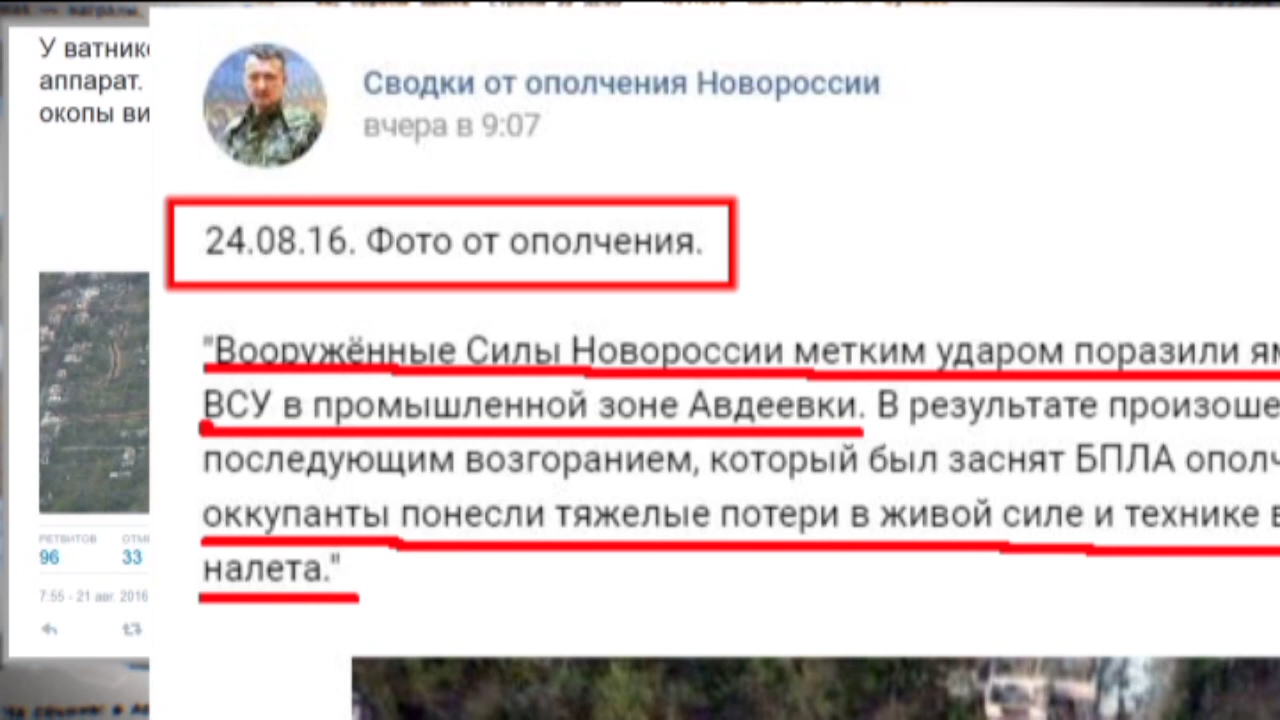 У ватник
аппарат.
окопы ви
РЕТВИТОВ
96 33
7:55 - 21 авг. 2016
Сводки от ополчения Новороссии
вчера в 9:07
24.08.16. Фото от ополчения.
"Вооружённые Силы Новороссии метким ударом поразили ям
ВСУ в промышленной зоне Авдеевки. В результате произоше
последующим возгоранием, который был заснят БПЛА ополч
оккупанты понесли тяжелые потери в живой силе и технике в
налета."